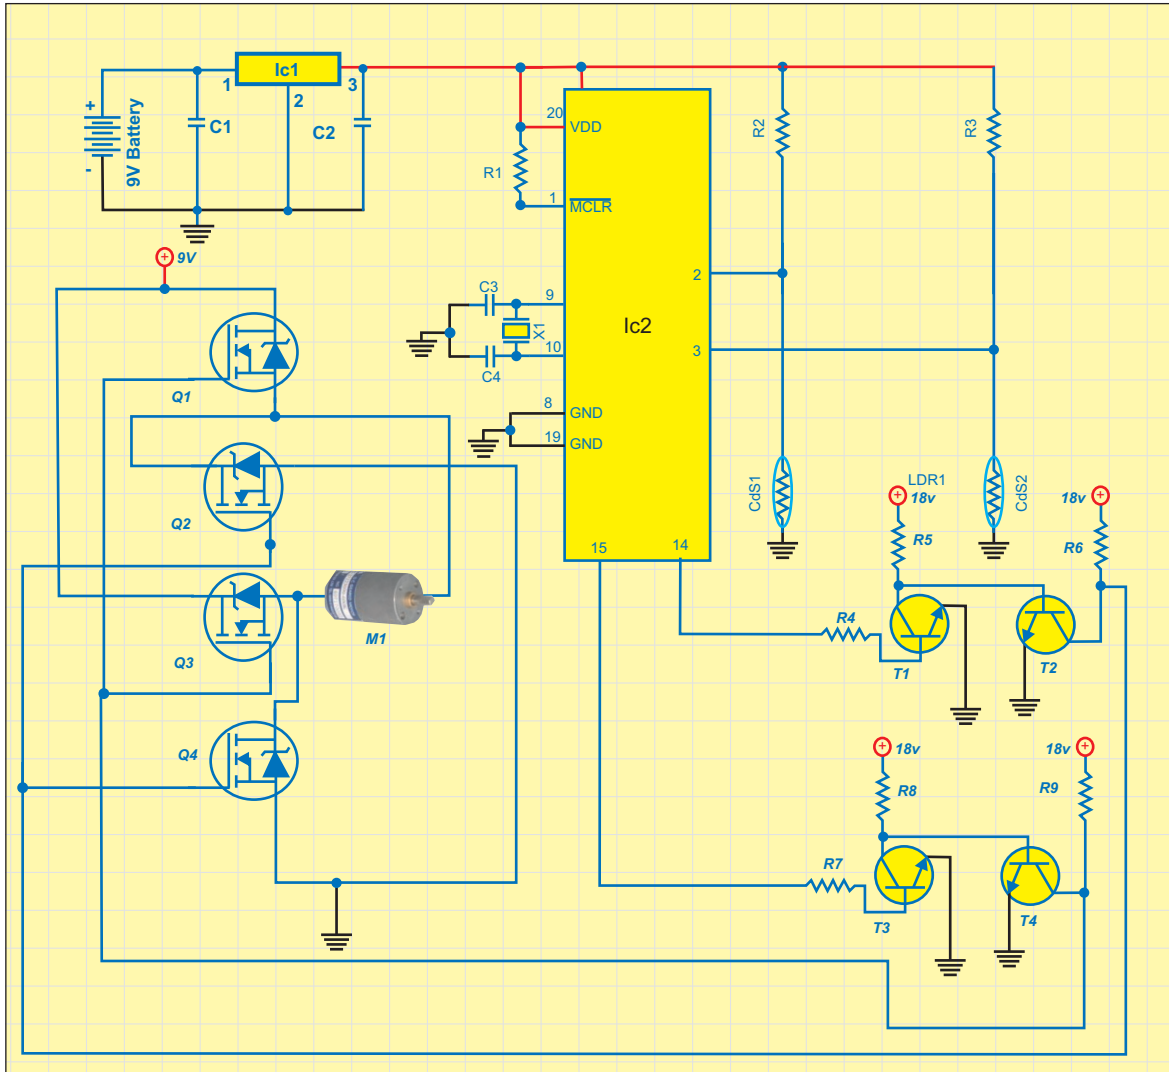 Ic1
1
2
3
+
-
9V Battery
C1
C2
20
VDD
R1
1
MCLR
R2
R3
9V
Q1
C3
9
X1
10
C4
Ic2
2
3
8
GND
19
GND
Q2
CdS1
LDR1
CdS2
18v
18v
R5
R6
15
14
M1
Q3
R4
T1
T2
Q4
18v
18v
R8
R9
R7
T3
T4